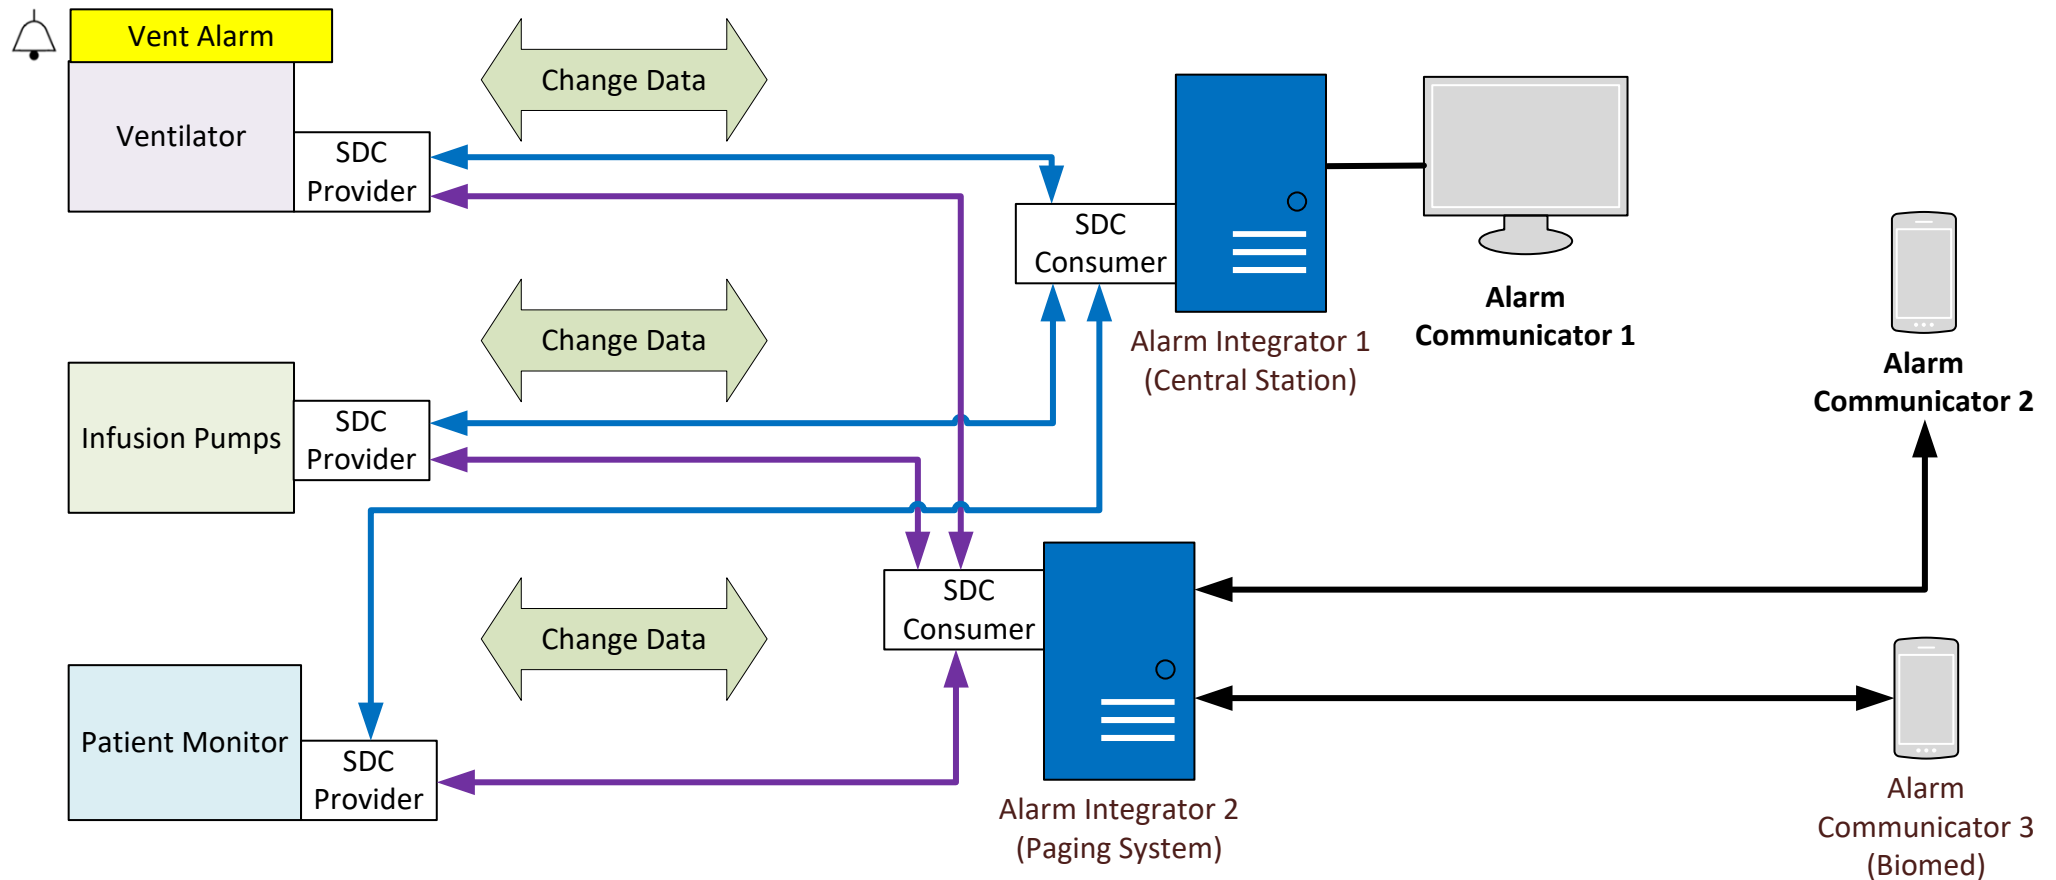 Vent Alarm
Ventilator
SDC
Provider
Change Data
SDC
Consumer
Alarm Integrator 1
(Central Station)
Alarm
Communicator 1
Alarm
Communicator 2
Change Data
Infusion Pumps
SDC
Provider
Change Data
SDC
Consumer
Patient Monitor
SDC
Provider
Alarm Integrator 2
(Paging System)
Alarm
Communicator 3
(Biomed)